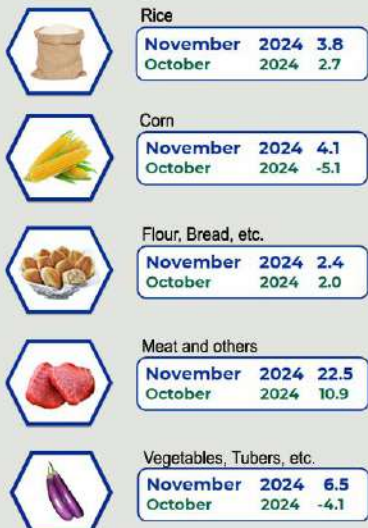 Rice
November 2024 3.8
October 2024 2.7
Corn
November 2024 4.1
October 2024 -5.1
Flour, Bread, etc.
November 2024 2.4
October 2024 2.0
Meat and others
November 2024 22.5
October 2024 10.9
Vegetables, Tubers, etc.
November 2024 6.5
October 2024 -4.1